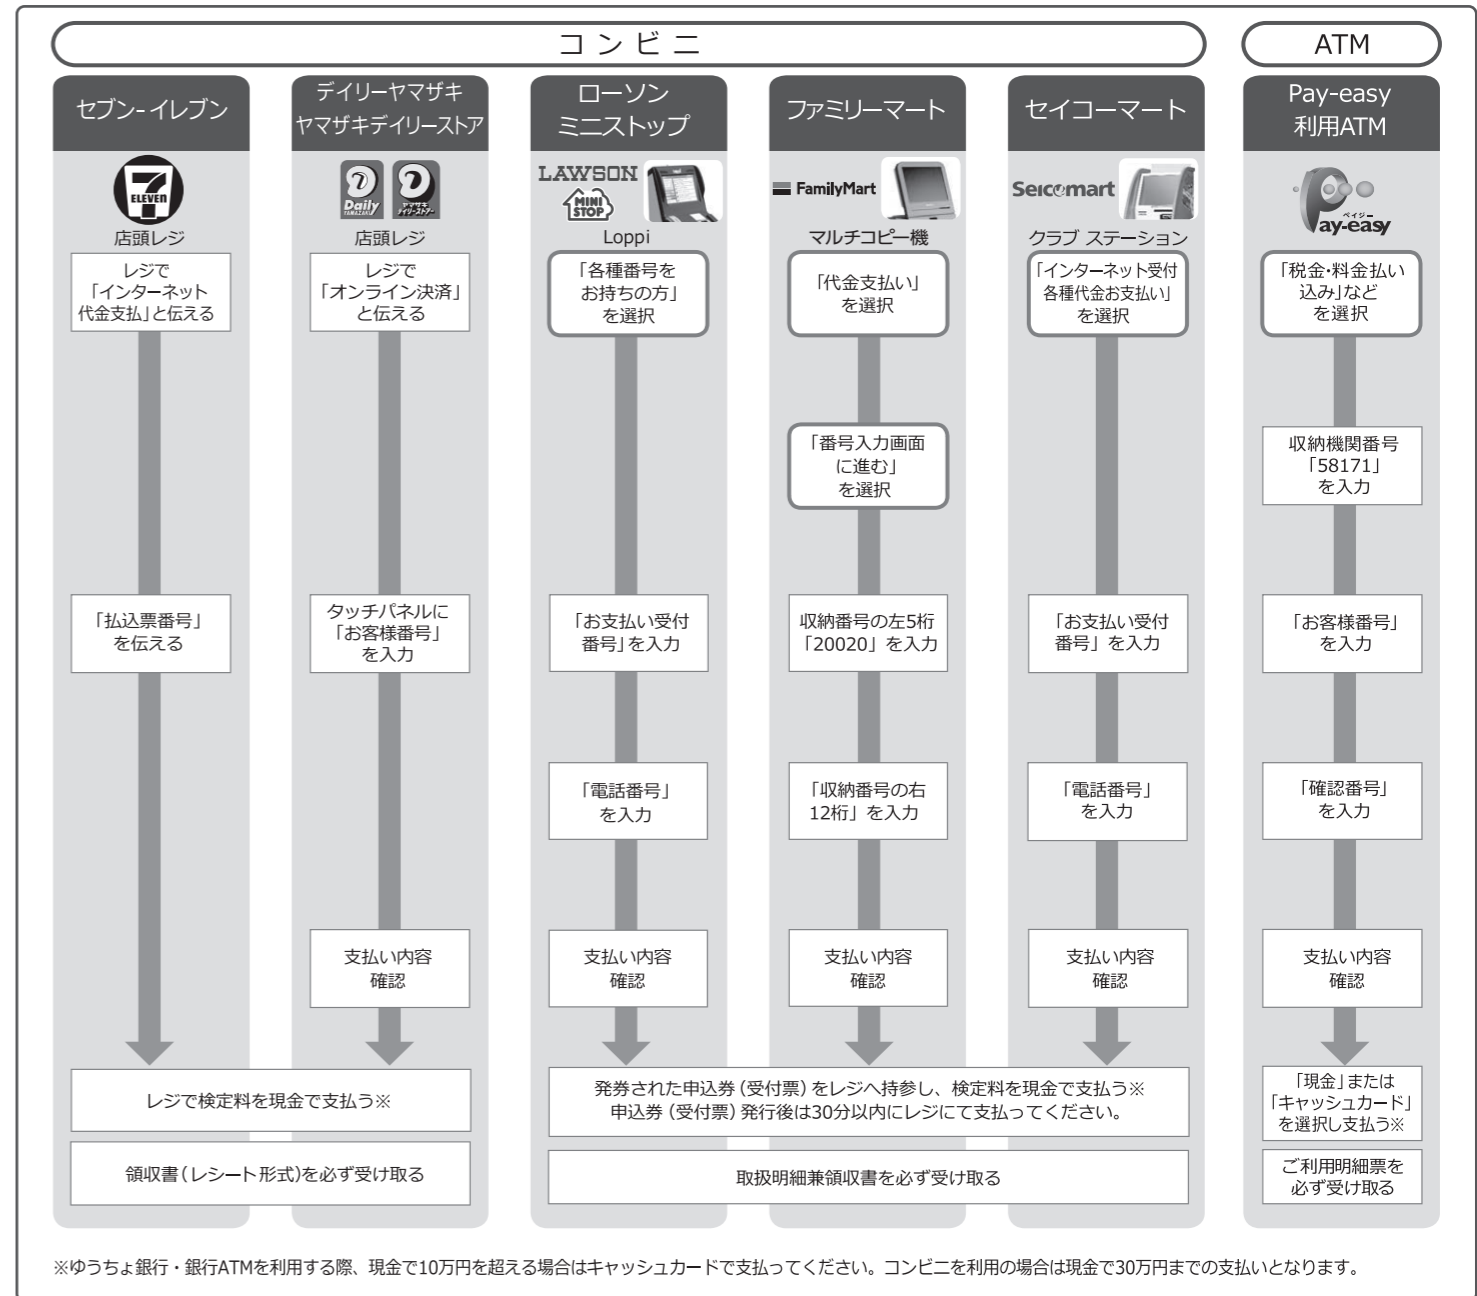 コンビニ
ATM
セブン-イレブン
ELEVEN
店頭レジ
レジで
「インターネット
代金支払」と伝える
「払込票番号」
を伝える
デイリーヤマザキ
ヤマザキデイリーストア
Daily
YAMAZAKI
ヤマザキ
デイリーストアー
店頭レジ
レジで
「オンライン決済」
と伝える
タッチパネルに
「お客様番号」
を入力
支払い内容
確認
レジで検定料を現金で支払う※
領収書(レシート形式)を必ず受け取る
ローソン
ミニストップ
LAWSON
MINI
STOP
Loppi
「各種番号を
お持ちの方」
を選択
「お支払い受付
番号」を入力
「電話番号」
を入力
支払い内容
確認
ファミリーマート
FamilyMart
マルチコピー機
「代金支払い」
を選択
「番号入力画面
に進む」
を選択
収納番号の左5桁
「20020」を入力
「収納番号の右
12桁」を入力
支払い内容
確認
セイコーマート
Seicomart
クラブ ステーション
「インターネット受付
各種代金お支払い」
を選択
「お支払い受付
番号」を入力
「電話番号」
を入力
支払い内容
確認
発券された申込券(受付票)をレジへ持参し、検定料を現金で支払う※
申込券(受付票)発行後は30分以内にレジにて支払ってください。
取扱明細兼領収書を必ず受け取る
Pay-easy
利用ATM
ペイジー
Pay-easy
「税金・料金払い
込み」など
を選択
収納機関番号
「58171」
を入力
「お客様番号」
を入力
「確認番号」
を入力
支払い内容
確認
「現金」または
「キャッシュカード」
を選択し支払う※
ご利用明細票を
必ず受け取る
※ゆうちょ銀行・銀行ATMを利用する際、現金で10万円を超える場合はキャッシュカードで支払ってください。コンビニを利用の場合は現金で30万円までの支払いとなります。